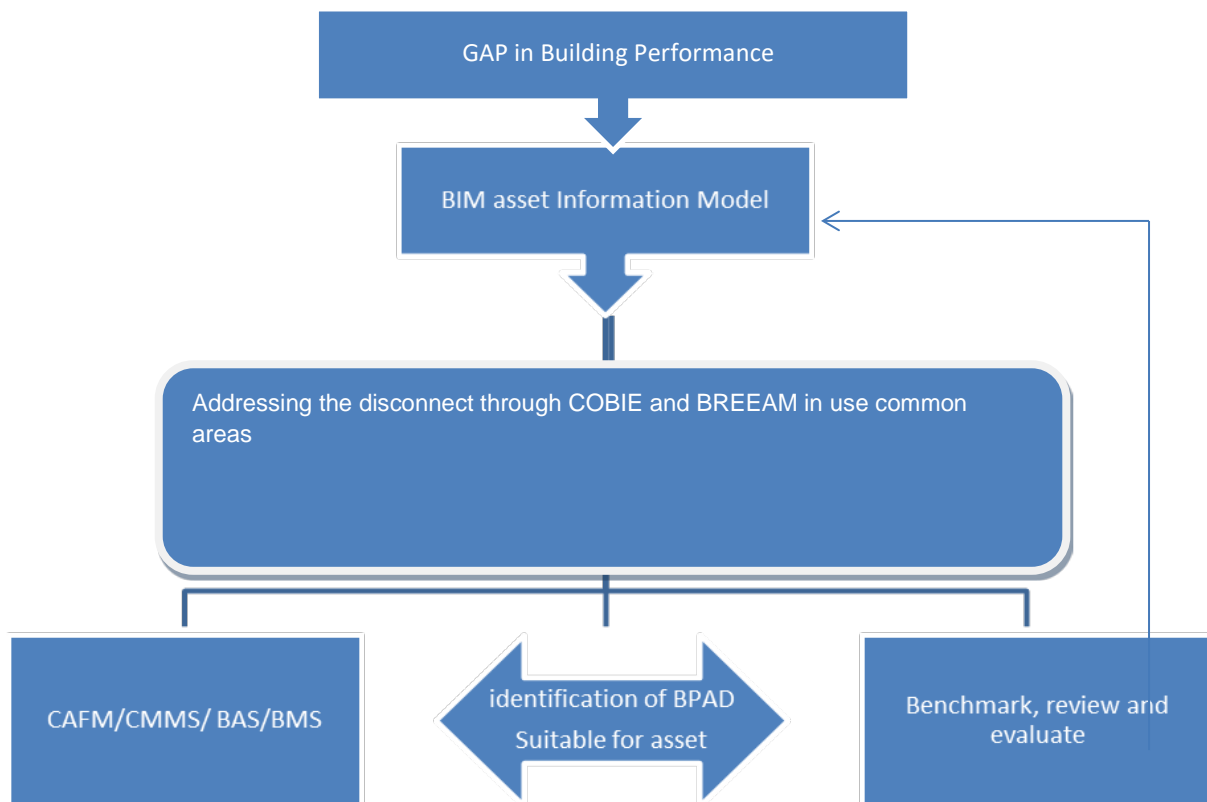 GAP in Building Performance
BIM asset Information Model
Addressing the disconnect through COBIE and BREEAM in use common
areas
CAFM/CMMS/ BAS/BMS
identification of BPAD
Suitable for asset
Benchmark, review and
evaluate